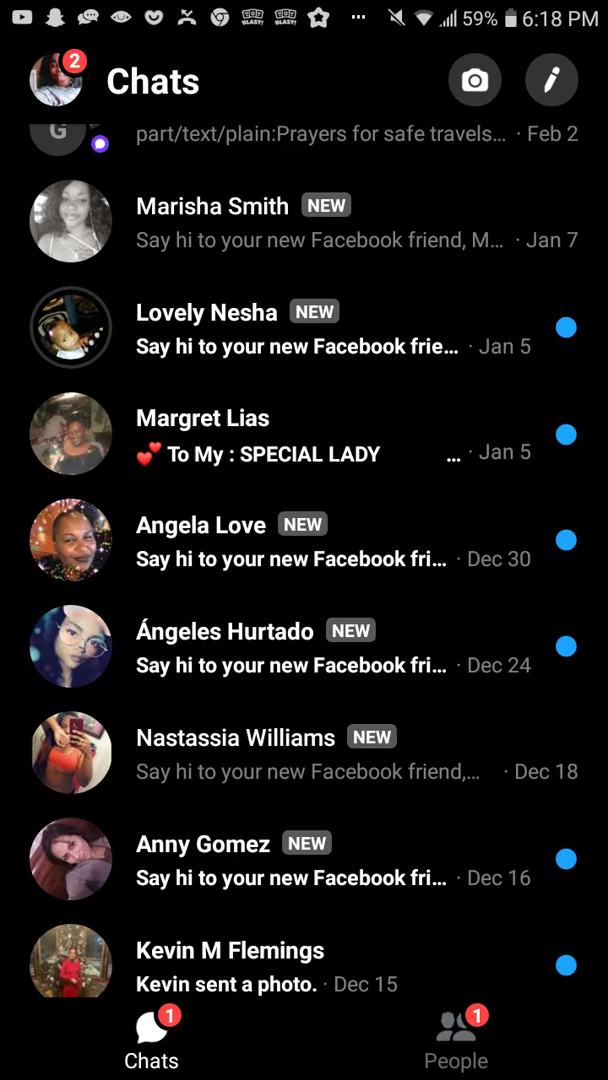 59% 6:18 PM
2
Chats
G
part/text/plain:Prayers for safe travels... · Feb 2
Marisha Smith NEW
Say hi to your new Facebook friend, M... · Jan 7
Lovely Nesha NEW
Say hi to your new Facebook frie... · Jan 5
Margret Lias
💕 To My : SPECIAL LADY ... · Jan 5
Angela Love NEW
Say hi to your new Facebook fri... · Dec 30
Ángeles Hurtado NEW
Say hi to your new Facebook fri... · Dec 24
Nastassia Williams NEW
Say hi to your new Facebook friend,... · Dec 18
Anny Gomez NEW
Say hi to your new Facebook fri... · Dec 16
Kevin M Flemings
Kevin sent a photo. · Dec 15
1 1
Chats People